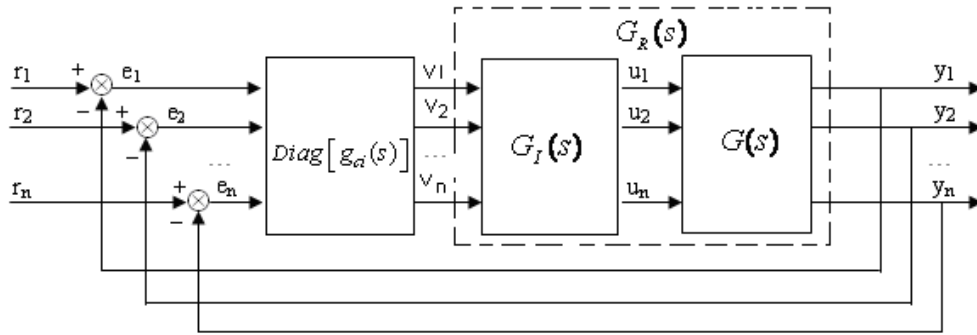 G_R(s)
r1 + e1 v1 u1 y1
−
r2 + e2 v2 u2 y2
−
... Diag[g_ci(s)] ... G_I(s) G(s) ...
rn + en vn un yn
−